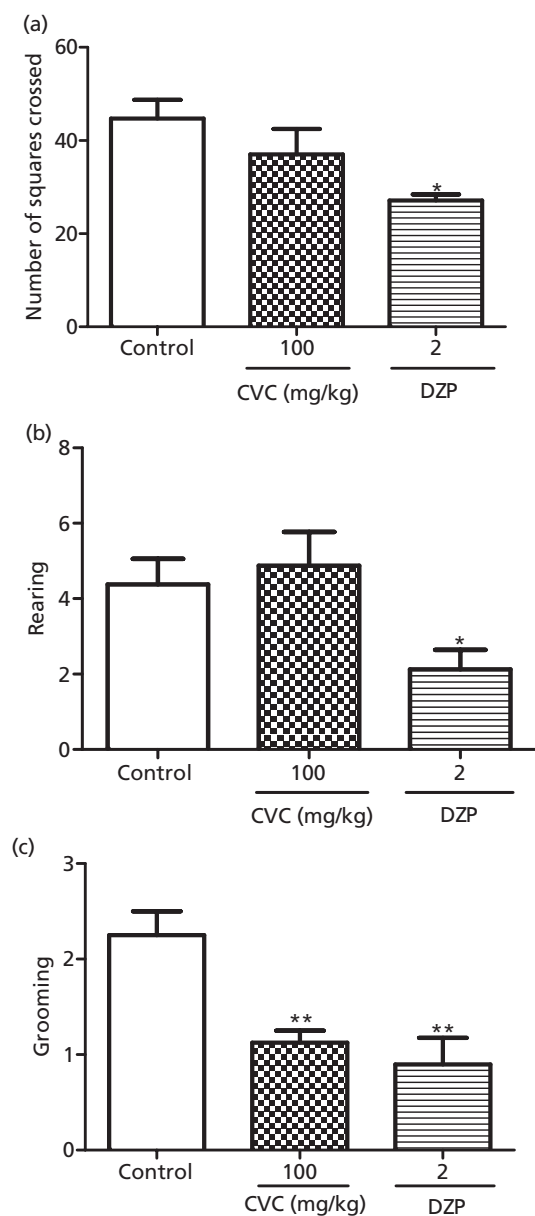 (a)
60
40
20
0
Number of squares crossed
*
Control 100 2
CVC (mg/kg) DZP
(b)
8
6
4
2
0
Rearing
*
Control 100 2
CVC (mg/kg) DZP
(c)
3
2
1
0
Grooming
** **
Control 100 2
CVC (mg/kg) DZP